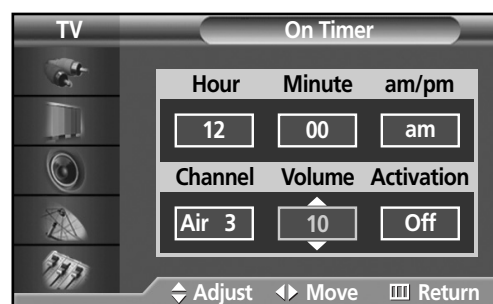 TV On Timer
Hour Minute am/pm
12 00 am
Channel Volume Activation
Air 3 10 Off
Adjust Move Return